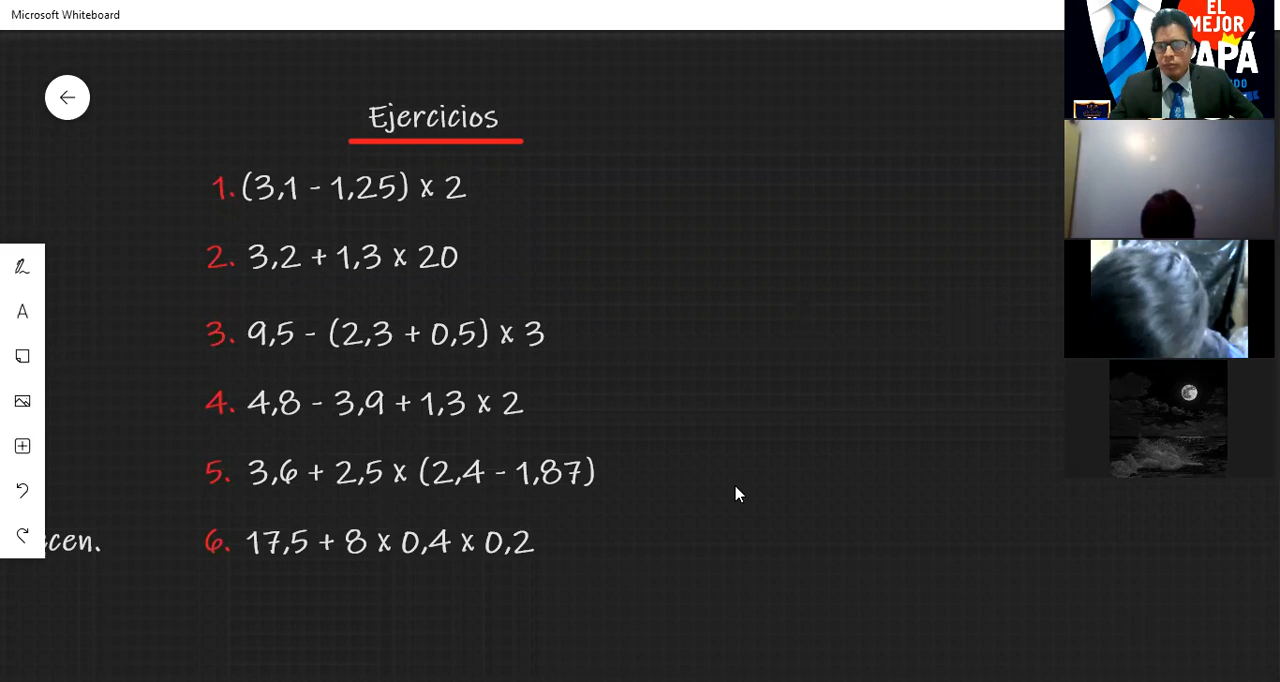 Microsoft Whiteboard
EL
MEJOR
PAPÁ
Ejercicios
1. (3,1 - 1,25) x 2
2. 3,2 + 1,3 x 20
3. 9,5 - (2,3 + 0,5) x 3
4. 4,8 - 3,9 + 1,3 x 2
5. 3,6 + 2,5 x (2,4 - 1,87)
cen.
6. 17,5 + 8 x 0,4 x 0,2